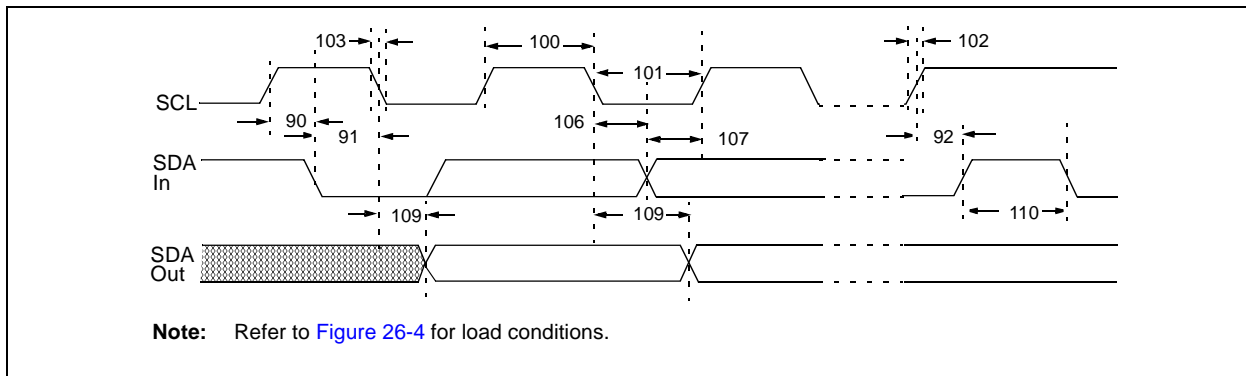 103
100
102
101
SCL
90
91
106
107
92
SDA
In
109
109
110
SDA
Out
Note: Refer to Figure 26-4 for load conditions.